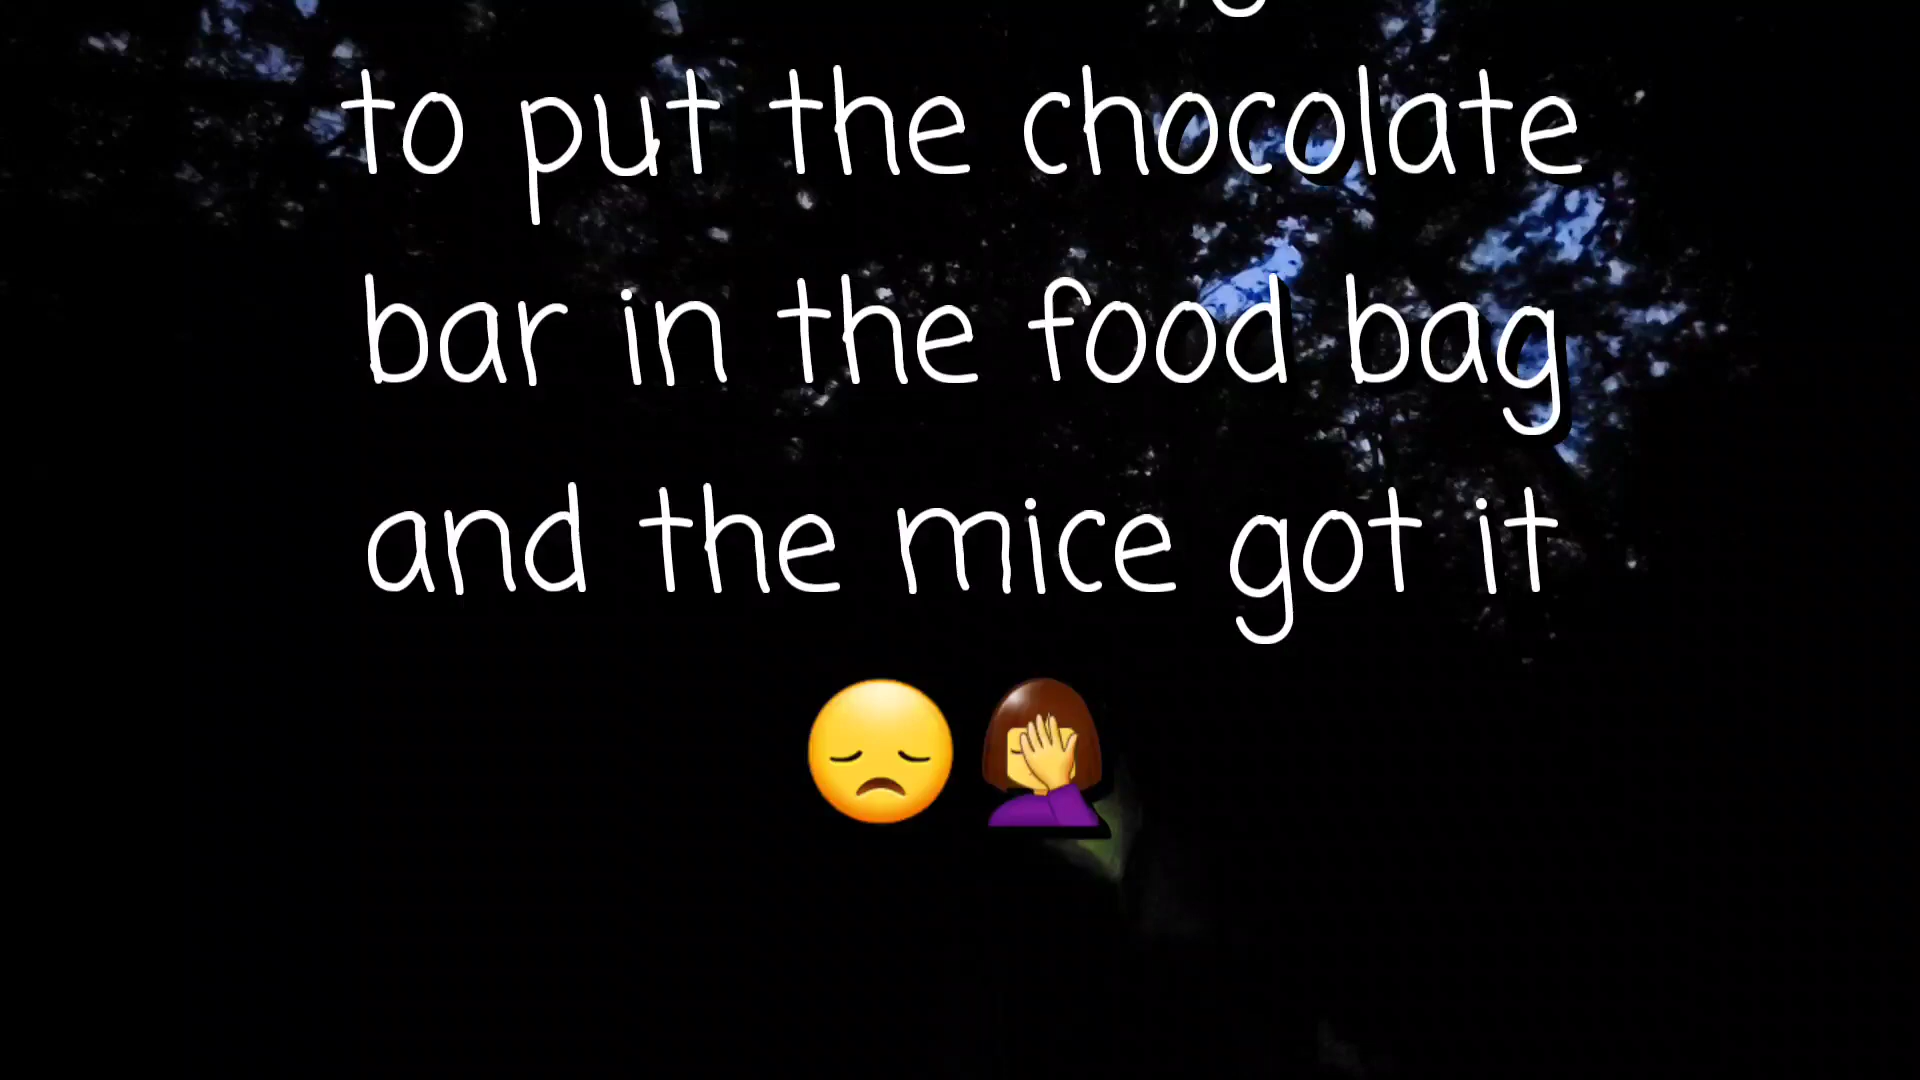 to put the chocolate
bar in the food bag
and the mice got it
😞 🤦‍♀️